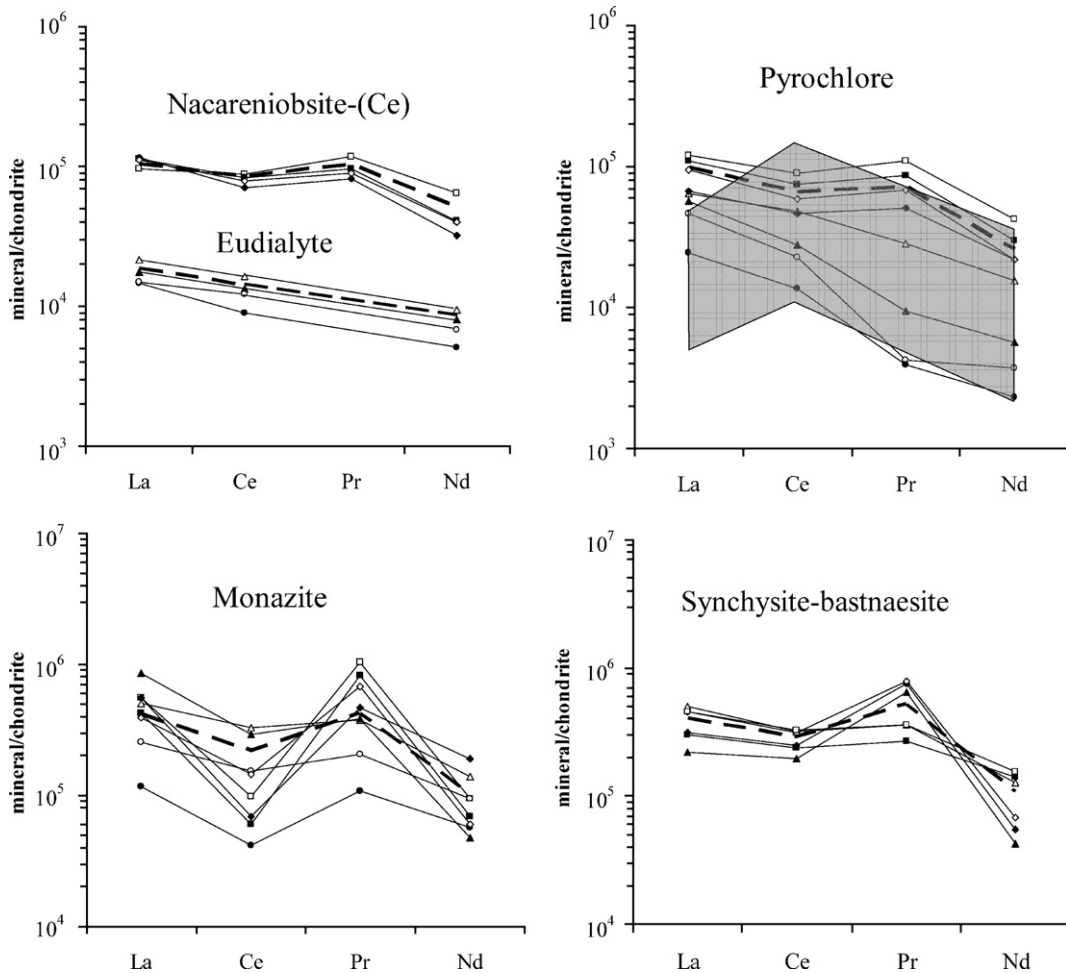 10^6
Nacareniobsite-(Ce)
10^5
mineral/chondrite
Eudialyte
10^4
10^3
La Ce Pr Nd
10^6
Pyrochlore
10^5
mineral/chondrite
10^4
10^3
La Ce Pr Nd
10^7
Monazite
10^6
mineral/chondrite
10^5
10^4
La Ce Pr Nd
10^7
Synchysite-bastnaesite
10^6
mineral/chondrite
10^5
10^4
La Ce Pr Nd